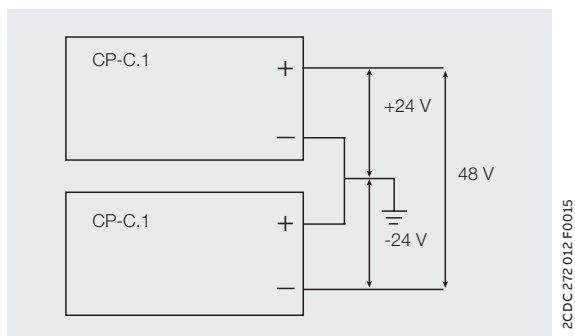 CP-C.1
+
+24 V
−
48 V
CP-C.1
+
-24 V
−
2CDC 272 012 F0015